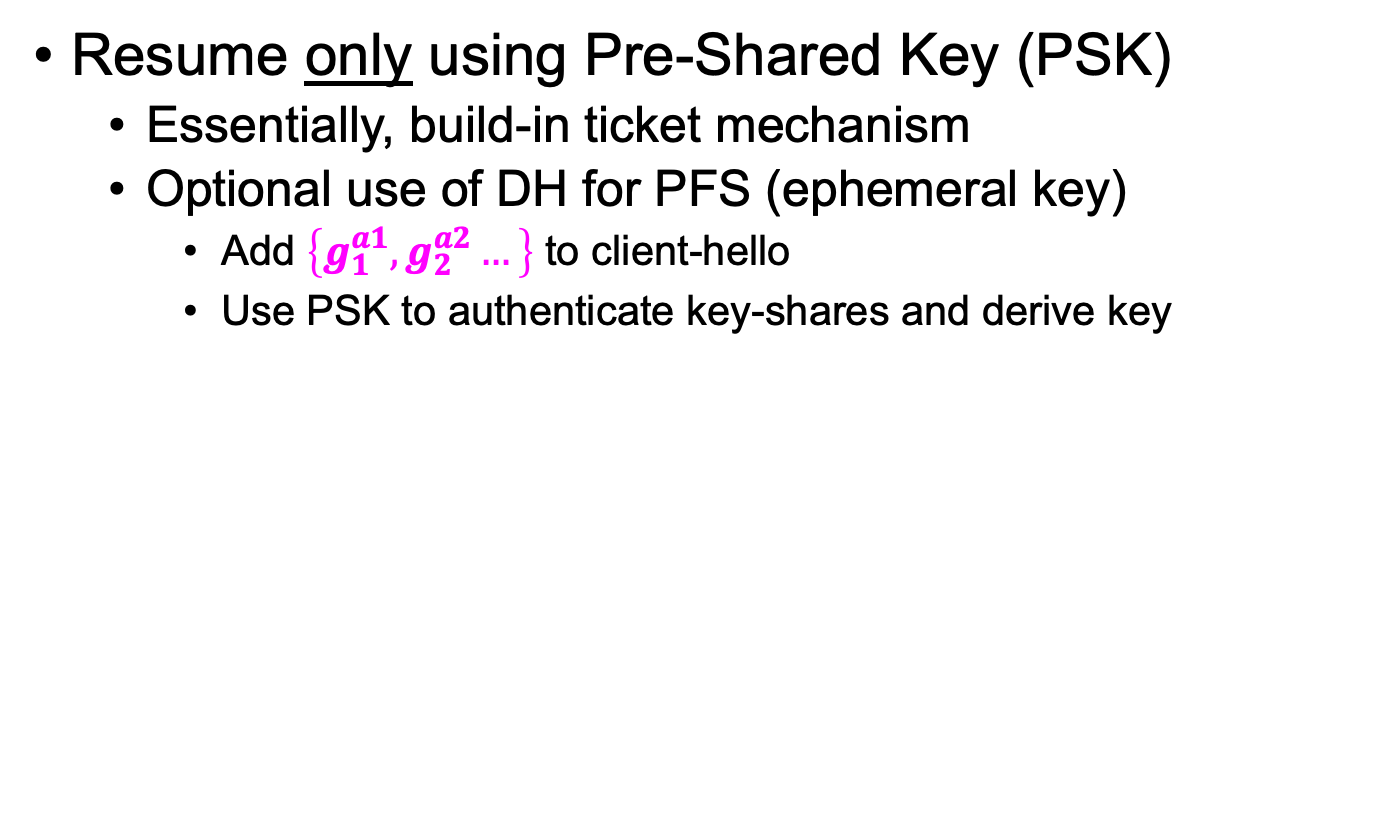 • Resume only using Pre-Shared Key (PSK)
• Essentially, build-in ticket mechanism
• Optional use of DH for PFS (ephemeral key)
• Add {g₁^{a1}, g₂^{a2} ...} to client-hello
• Use PSK to authenticate key-shares and derive key